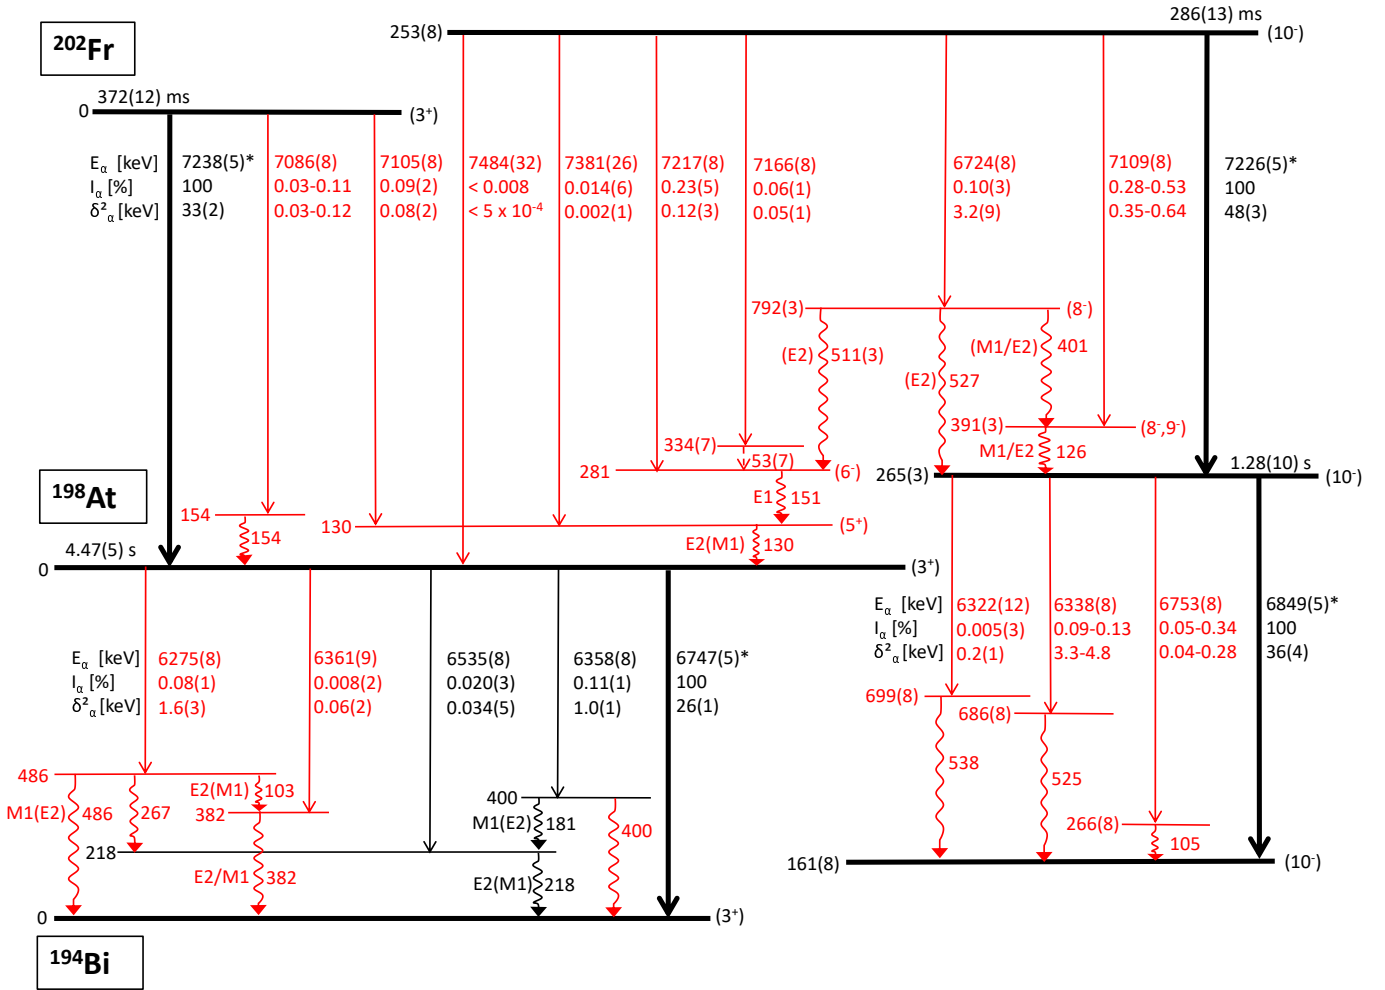 286(13) ms
253(8) (10⁻)
²⁰²Fr
372(12) ms
0 (3⁺)
E_α [keV] 7238(5)* 7086(8) 7105(8) 7484(32) 7381(26) 7217(8) 7166(8) 6724(8) 7109(8) 7226(5)*
I_α [%] 100 0.03-0.11 0.09(2) < 0.008 0.014(6) 0.23(5) 0.06(1) 0.10(3) 0.28-0.53 100
δ²_α [keV] 33(2) 0.03-0.12 0.08(2) < 5 x 10⁻⁴ 0.002(1) 0.12(3) 0.05(1) 3.2(9) 0.35-0.64 48(3)
792(3) (8⁻)
(E2) 511(3) (E2) 527 (M1/E2) 401
391(3) (8⁻,9⁻)
M1/E2 126
334(7)
53(7)
281 (6⁻)
E1 151
1.28(10) s
265(3) (10⁻)
¹⁹⁸At
154
154
130 (5⁺)
E2(M1) 130
4.47(5) s
0 (3⁺)
E_α [keV] 6322(12) 6338(8) 6753(8) 6849(5)*
I_α [%] 0.005(3) 0.09-0.13 0.05-0.34 100
δ²_α [keV] 0.2(1) 3.3-4.8 0.04-0.28 36(4)
E_α [keV] 6275(8) 6361(9) 6535(8) 6358(8) 6747(5)*
I_α [%] 0.08(1) 0.008(2) 0.020(3) 0.11(1) 100
δ²_α [keV] 1.6(3) 0.06(2) 0.034(5) 1.0(1) 26(1)
699(8)
686(8)
538 525
266(8)
105
161(8) (10⁻)
486
M1(E2) 486 267 E2(M1) 103
382
400
M1(E2) 181 400
218
E2/M1 382 E2(M1) 218
0 (3⁺)
¹⁹⁴Bi